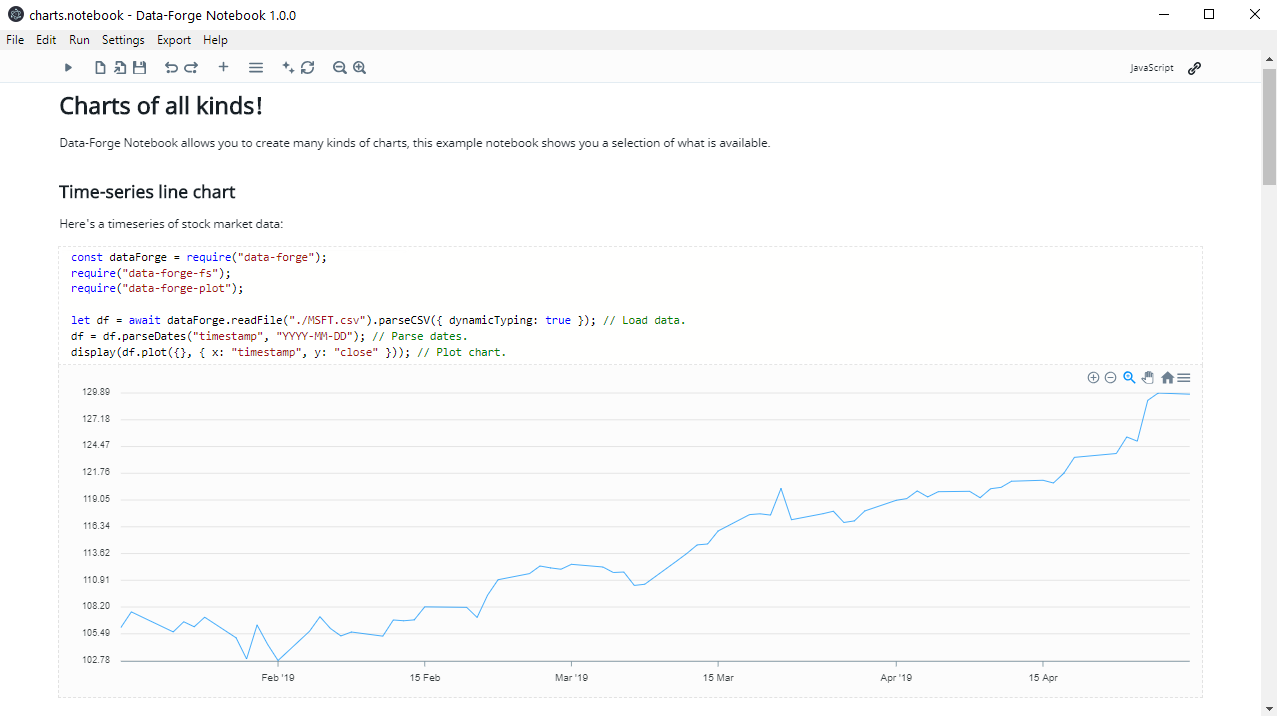 charts.notebook - Data-Forge Notebook 1.0.0
File Edit Run Settings Export Help
JavaScript
Charts of all kinds!
Data-Forge Notebook allows you to create many kinds of charts, this example notebook shows you a selection of what is available.
Time-series line chart
Here's a timeseries of stock market data:
const dataForge = require("data-forge");
require("data-forge-fs");
require("data-forge-plot");
let df = await dataForge.readFile("./MSFT.csv").parseCSV({ dynamicTyping: true }); // Load data.
df = df.parseDates("timestamp", "YYYY-MM-DD"); // Parse dates.
display(df.plot({}, { x: "timestamp", y: "close" })); // Plot chart.
129.89
127.18
124.47
121.76
119.05
116.34
113.62
110.91
108.20
105.49
102.78
Feb '19 15 Feb Mar '19 15 Mar Apr '19 15 Apr